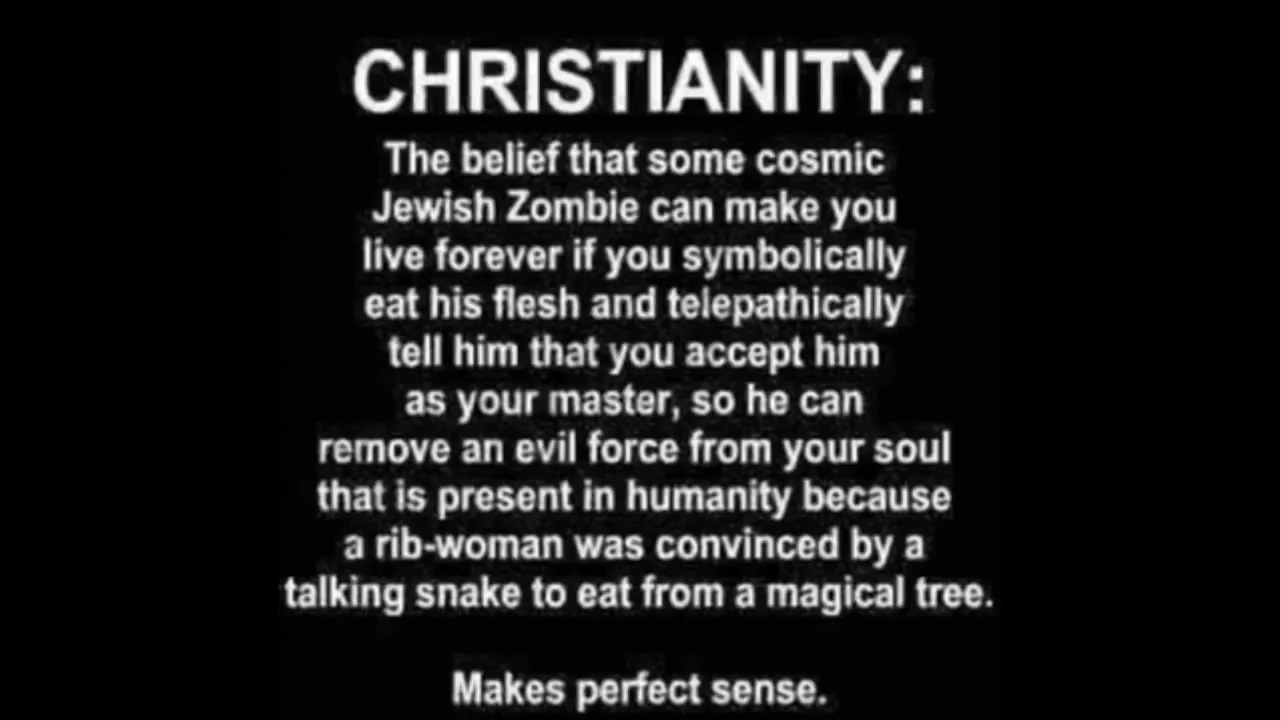 CHRISTIANITY:
The belief that some cosmic
Jewish Zombie can make you
live forever if you symbolically
eat his flesh and telepathically
tell him that you accept him
as your master, so he can
remove an evil force from your soul
that is present in humanity because
a rib-woman was convinced by a
talking snake to eat from a magical tree.
Makes perfect sense.